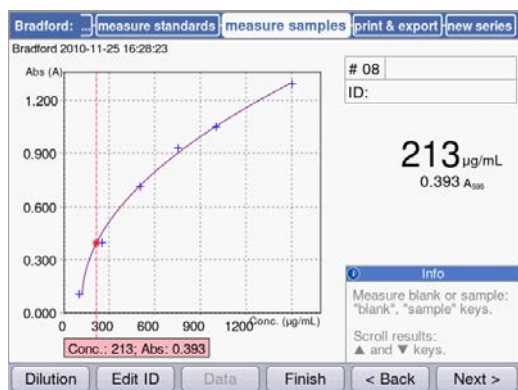 Bradford: ... measure standards measure samples print & export new series
Bradford 2010-11-25 16:28:23
Abs (A)
1.200
0.900
0.600
0.300
0.000
0 300 600 900 1200 Conc. (µg/mL)
Conc.: 213; Abs: 0.393
# 08
ID:
213 µg/mL
0.393 A595
Info
Measure blank or sample:
"blank", "sample" keys.
Scroll results:
▲ and ▼ keys.
Dilution Edit ID Data Finish < Back Next >